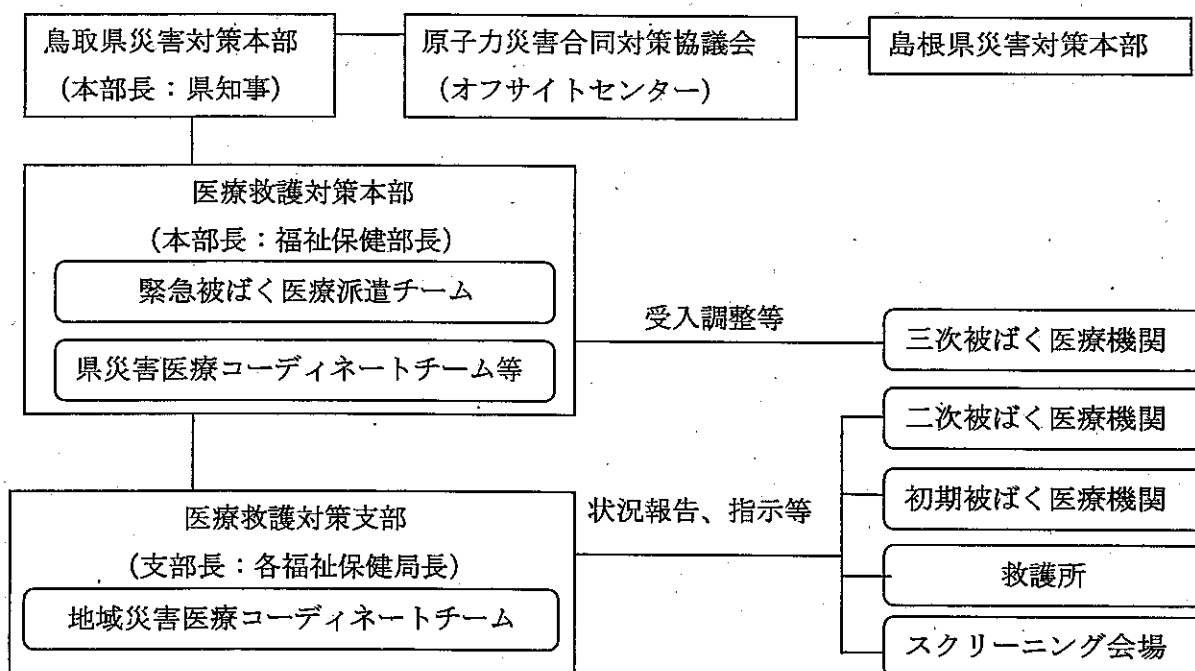 鳥取県災害対策本部
(本部長：県知事)
原子力災害合同対策協議会
(オフサイトセンター)
島根県災害対策本部
医療救護対策本部
(本部長：福祉保健部長)
緊急被ばく医療派遣チーム
県災害医療コーディネートチーム等
受入調整等
三次被ばく医療機関
二次被ばく医療機関
初期被ばく医療機関
救護所
スクリーニング会場
状況報告、指示等
医療救護対策支部
(支部長：各福祉保健局長)
地域災害医療コーディネートチーム